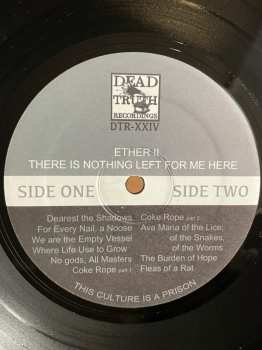 DEAD
TRUTH
RECORDINGS
DTR-XXIV
ETHER II
THERE IS NOTHING LEFT FOR ME HERE
SIDE ONE
SIDE TWO
Dearest the Shadows
For Every Nail, a Noose
We are the Empty Vessel
Where Life Use to Grow
No gods, All Masters
Coke Rope part 1
Coke Rope part 2
Ava Maria of the Lice,
of the Snakes,
of the Worms
The Burden of Hope
Fleas of a Rat
THIS CULTURE IS A PRISON